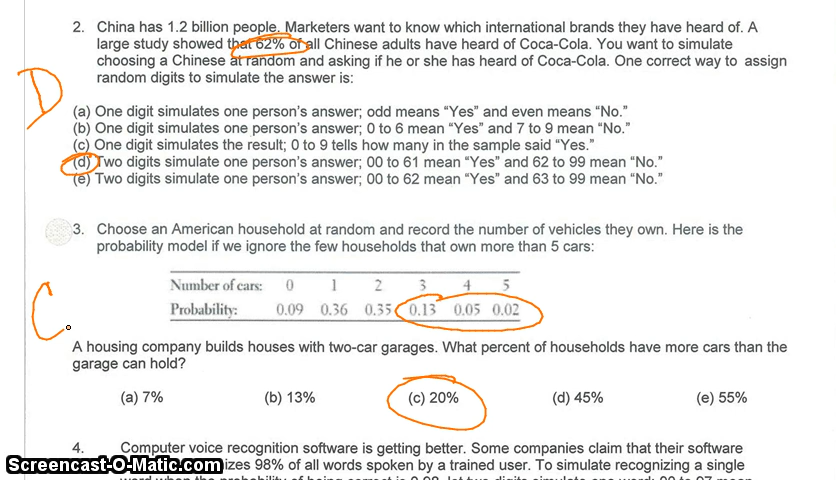 2. China has 1.2 billion people. Marketers want to know which international brands they have heard of. A
large study showed that 62% of all Chinese adults have heard of Coca-Cola. You want to simulate
choosing a Chinese at random and asking if he or she has heard of Coca-Cola. One correct way to assign
random digits to simulate the answer is:
D
(a) One digit simulates one person's answer; odd means "Yes" and even means "No."
(b) One digit simulates one person's answer; 0 to 6 mean "Yes" and 7 to 9 mean "No."
(c) One digit simulates the result; 0 to 9 tells how many in the sample said "Yes."
(d) Two digits simulate one person's answer; 00 to 61 mean "Yes" and 62 to 99 mean "No."
(e) Two digits simulate one person's answer; 00 to 62 mean "Yes" and 63 to 99 mean "No."
3. Choose an American household at random and record the number of vehicles they own. Here is the
probability model if we ignore the few households that own more than 5 cars:
Number of cars: 0 1 2 3 4 5
Probability: 0.09 0.36 0.35 0.13 0.05 0.02
C
A housing company builds houses with two-car garages. What percent of households have more cars than the
garage can hold?
(a) 7% (b) 13% (c) 20% (d) 45% (e) 55%
4. Computer voice recognition software is getting better. Some companies claim that their software
izes 98% of all words spoken by a trained user. To simulate recognizing a single
Screencast-O-Matic.com